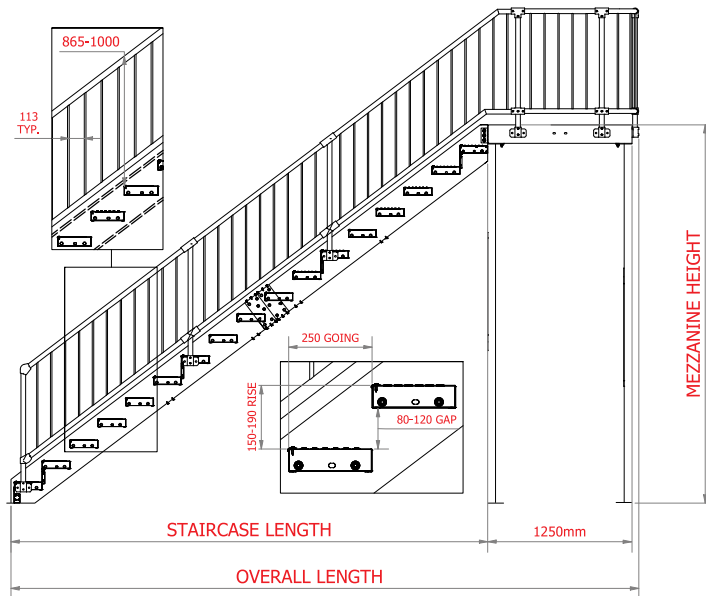 865-1000
113
TYP.
250 GOING
150-190 RISE
80-120 GAP
MEZZANINE HEIGHT
STAIRCASE LENGTH
1250mm
OVERALL LENGTH